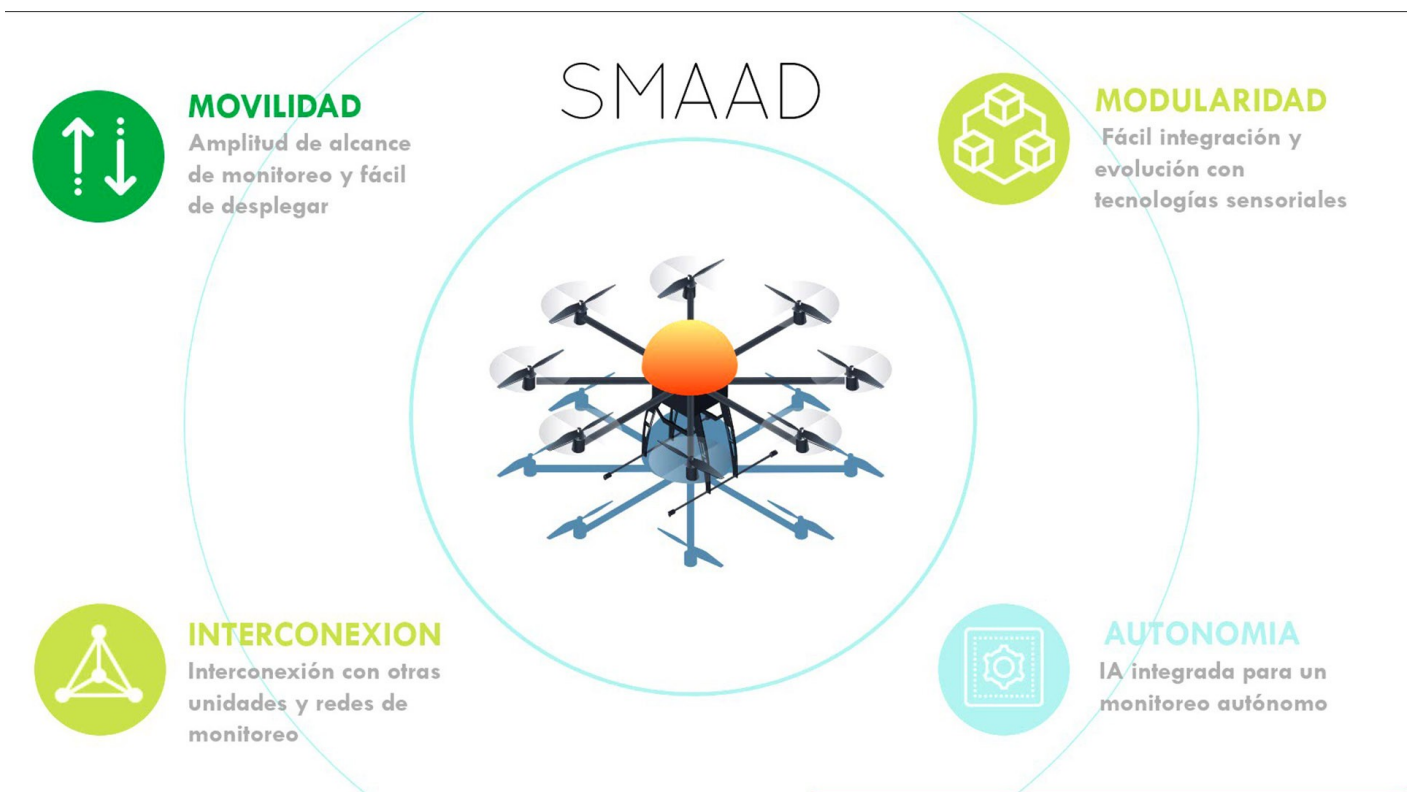 SMAAD
MOVILIDAD
Amplitud de alcance
de monitoreo y fácil
de desplegar
MODULARIDAD
Fácil integración y
evolución con
tecnologías sensoriales
INTERCONEXION
Interconexión con otras
unidades y redes de
monitoreo
AUTONOMIA
IA integrada para un
monitoreo autónomo